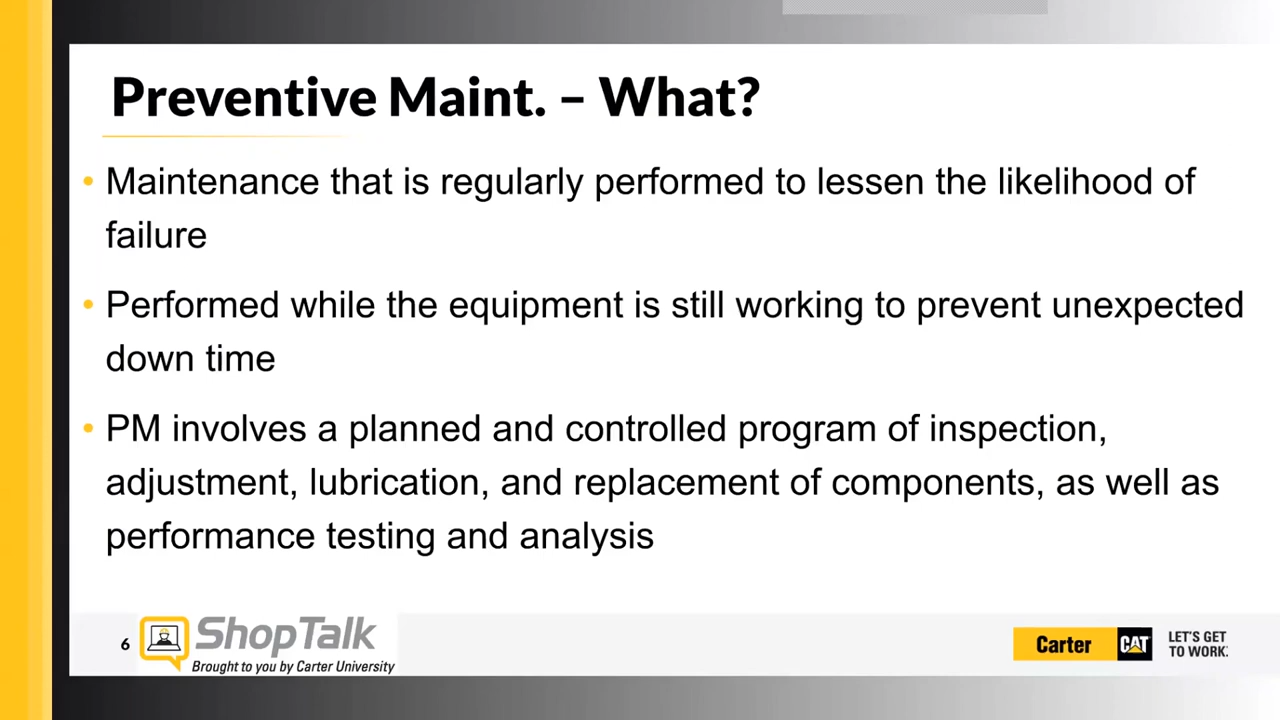 Preventive Maint. – What?
• Maintenance that is regularly performed to lessen the likelihood of
failure
• Performed while the equipment is still working to prevent unexpected
down time
• PM involves a planned and controlled program of inspection,
adjustment, lubrication, and replacement of components, as well as
performance testing and analysis
6
ShopTalk
Brought to you by Carter University
Carter
CAT
LET'S GET
TO WORK.